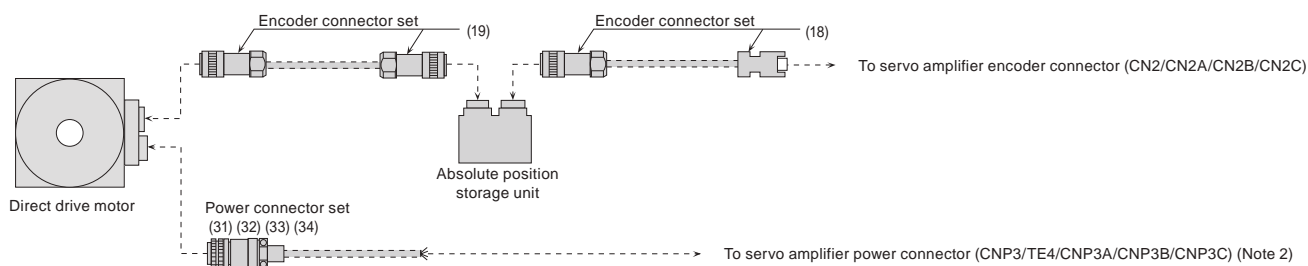 Encoder connector set
(19)
Encoder connector set
(18)
To servo amplifier encoder connector (CN2/CN2A/CN2B/CN2C)
Absolute position
storage unit
Direct drive motor
Power connector set
(31) (32) (33) (34)
To servo amplifier power connector (CNP3/TE4/CNP3A/CNP3B/CNP3C) (Note 2)